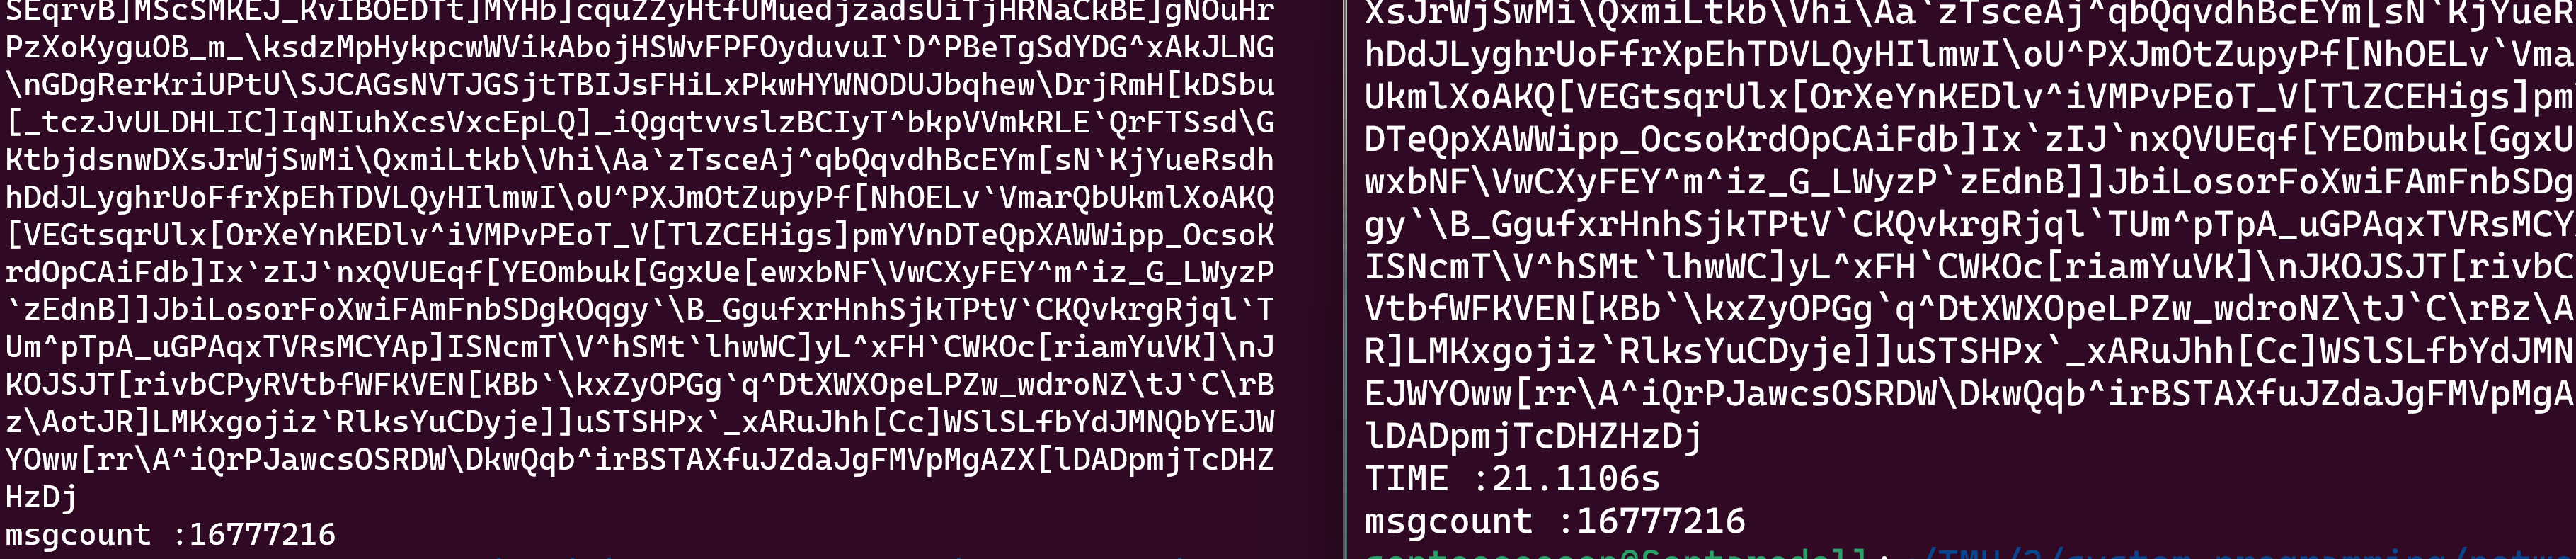 SEqrvB]MScSMKEJ_KvIBOEDTt]MYHb]cquZZyHtfUMuedjzadsUiTjHRNaCkBE]gNOuHr
PzXoKyguOB_m_\ksdzMpHykpcwWVikAbojHSWvFPFOyduvuI`D^PBeTgSdYDG^xAkJLNG
\nGDgRerKriUPtU\SJCAGsNVTJGSjtTBIJsFHiLxPkwHYWNODUJbqhew\DrjRmH[kDSbu
[_tczJvULDHLIC]IqNIuhXcsVxcEpLQ]_iQgqtvvslzBCIyT^bkpVVmkRLE`QrFTSsd\G
KtbjdsnwDXsJrWjSwMi\QxmiLtkb\Vhi\Aa`zTsceAj^qbQqvdhBcEYm[sN`KjYueRsdh
hDdJLyghrUoFfrXpEhTDVLQyHIlmwI\oU^PXJmOtZupyPf[NhOELv`VmarQbUkmlXoAKQ
[VEGtsqrUlx[OrXeYnKEDlv^iVMPvPEoT_V[TlZCEHigs]pmYVnDTeQpXAWWipp_OcsoK
rdOpCAiFdb]Ix`zIJ`nxQVUEqf[YEOmbuk[GgxUe[ewxbNF\VwCXyFEY^m^iz_G_LWyzP
`zEdnB]]JbiLosorFoXwiFAmFnbSDgkOqgy`\B_GgufxrHnhSjkTPtV`CKQvkrgRjql`T
Um^pTpA_uGPAqxTVRsMCYAp]ISNcmT\V^hSMt`lhwWC]yL^xFH`CWKOc[riamYuVK]\nJ
KOJSJT[rivbCPyRVtbfWFKVEN[KBb`\kxZyOPGg`q^DtXWXOpeLPZw_wdroNZ\tJ`C\rB
z\AotJR]LMKxgojiz`RlksYuCDyje]]uSTSHPx`_xARuJhh[Cc]WSlSLfbYdJMNQbYEJW
YOww[rr\A^iQrPJawcsOSRDW\DkwQqb^irBSTAXfuJZdaJgFMVpMgAZX[lDADpmjTcDHZ
HzDj
msgcount :16777216
XsJrWjSwMi\QxmiLtkb\Vhi\Aa`zTsceAj^qbQqvdhBcEYm[sN`KjYueR
hDdJLyghrUoFfrXpEhTDVLQyHIlmwI\oU^PXJmOtZupyPf[NhOELv`Vma
UkmlXoAKQ[VEGtsqrUlx[OrXeYnKEDlv^iVMPvPEoT_V[TlZCEHigs]pm
DTeQpXAWWipp_OcsoKrdOpCAiFdb]Ix`zIJ`nxQVUEqf[YEOmbuk[GgxU
wxbNF\VwCXyFEY^m^iz_G_LWyzP`zEdnB]]JbiLosorFoXwiFAmFnbSDg
gy`\B_GgufxrHnhSjkTPtV`CKQvkrgRjql`TUm^pTpA_uGPAqxTVRsMCY
ISNcmT\V^hSMt`lhwWC]yL^xFH`CWKOc[riamYuVK]\nJKOJSJT[rivbC
VtbfWFKVEN[KBb`\kxZyOPGg`q^DtXWXOpeLPZw_wdroNZ\tJ`C\rBz\A
R]LMKxgojiz`RlksYuCDyje]]uSTSHPx`_xARuJhh[Cc]WSlSLfbYdJMN
EJWYOww[rr\A^iQrPJawcsOSRDW\DkwQqb^irBSTAXfuJZdaJgFMVpMgA
lDADpmjTcDHZHzDj
TIME :21.1106s
msgcount :16777216